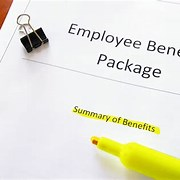 Employee Bene
Package
Summary of Benefits